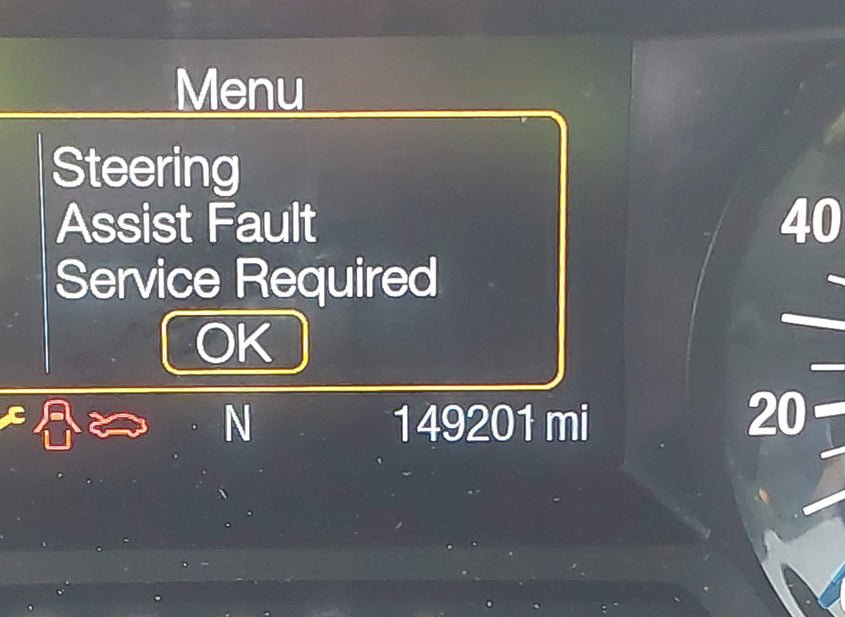 Menu
Steering
Assist Fault
Service Required
OK
N
149201 mi
40
20